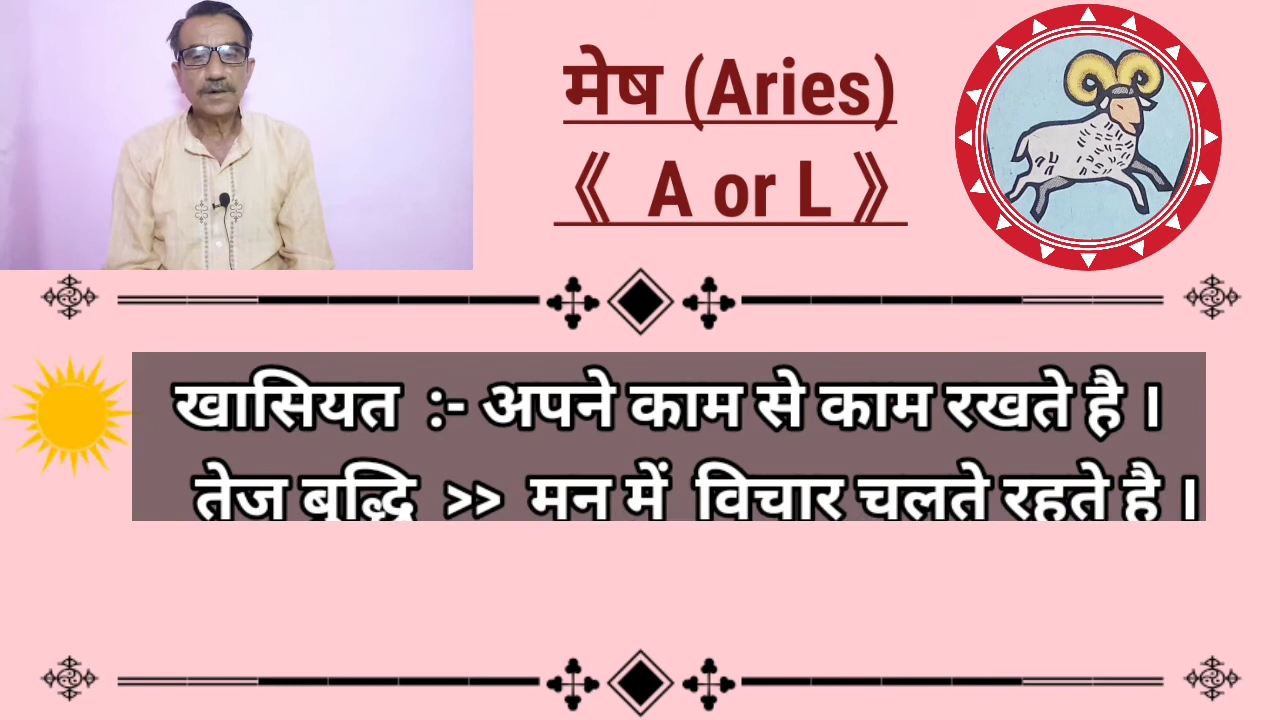 मेष (Aries)
《 A or L 》
खासियत :- अपने काम से काम रखते है ।
तेज बुद्धि >> मन में विचार चलते रहते है ।